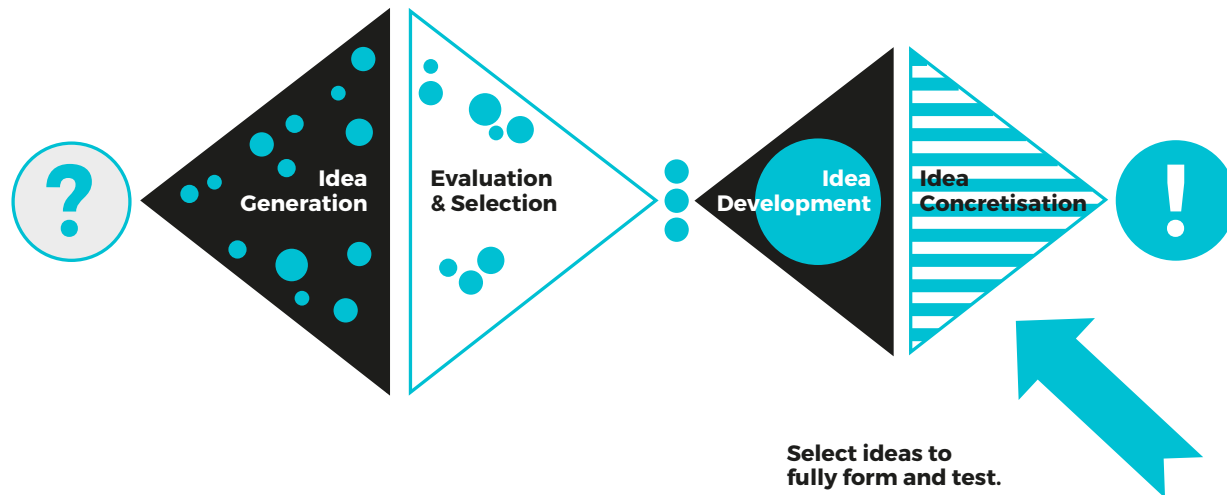 ?
Idea
Generation
Evaluation
& Selection
Idea
Development
Idea
Concretisation
!
Select ideas to
fully form and test.